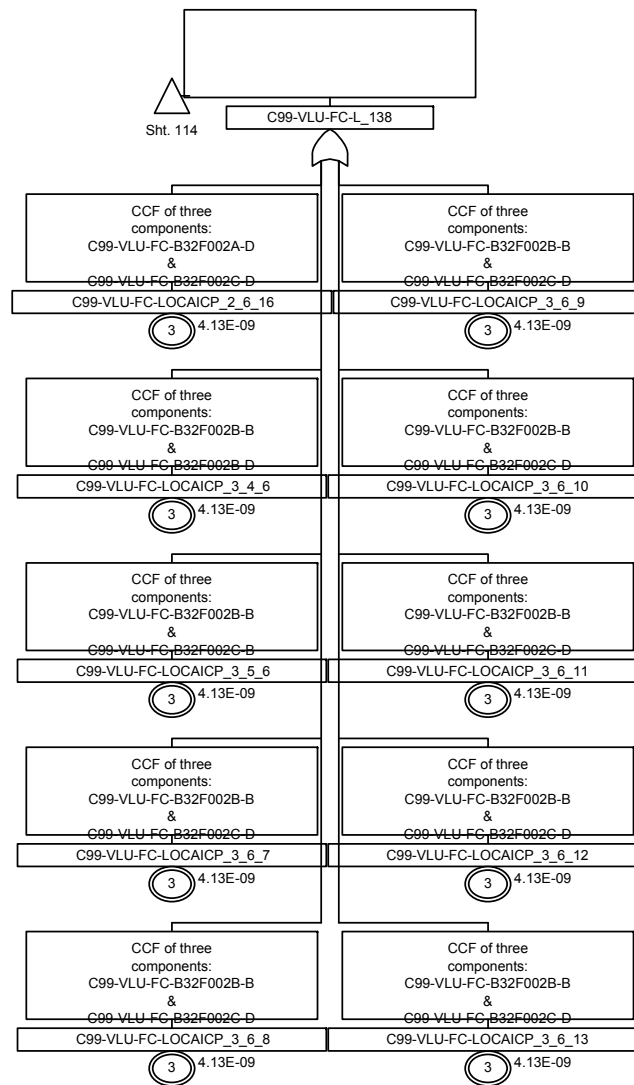 Sht. 114
C99-VLU-FC-L_138
CCF of three
components:
C99-VLU-FC-B32F002A-D
&
C99-VLU-FC-B32F002C-D
C99-VLU-FC-LOCAICP_2_6_16
3
4.13E-09
CCF of three
components:
C99-VLU-FC-B32F002B-B
&
C99-VLU-FC-B32F002C-D
C99-VLU-FC-LOCAICP_3_6_9
3
4.13E-09
CCF of three
components:
C99-VLU-FC-B32F002B-B
&
C99-VLU-FC-B32F002B-D
C99-VLU-FC-LOCAICP_3_4_6
3
4.13E-09
CCF of three
components:
C99-VLU-FC-B32F002B-B
&
C99-VLU-FC-B32F002C-D
C99-VLU-FC-LOCAICP_3_6_10
3
4.13E-09
CCF of three
components:
C99-VLU-FC-B32F002B-B
&
C99-VLU-FC-B32F002C-B
C99-VLU-FC-LOCAICP_3_5_6
3
4.13E-09
CCF of three
components:
C99-VLU-FC-B32F002B-B
&
C99-VLU-FC-B32F002C-D
C99-VLU-FC-LOCAICP_3_6_11
3
4.13E-09
CCF of three
components:
C99-VLU-FC-B32F002B-B
&
C99-VLU-FC-B32F002C-D
C99-VLU-FC-LOCAICP_3_6_7
3
4.13E-09
CCF of three
components:
C99-VLU-FC-B32F002B-B
&
C99-VLU-FC-B32F002C-D
C99-VLU-FC-LOCAICP_3_6_12
3
4.13E-09
CCF of three
components:
C99-VLU-FC-B32F002B-B
&
C99-VLU-FC-B32F002C-D
C99-VLU-FC-LOCAICP_3_6_8
3
4.13E-09
CCF of three
components:
C99-VLU-FC-B32F002B-B
&
C99-VLU-FC-B32F002C-D
C99-VLU-FC-LOCAICP_3_6_13
3
4.13E-09